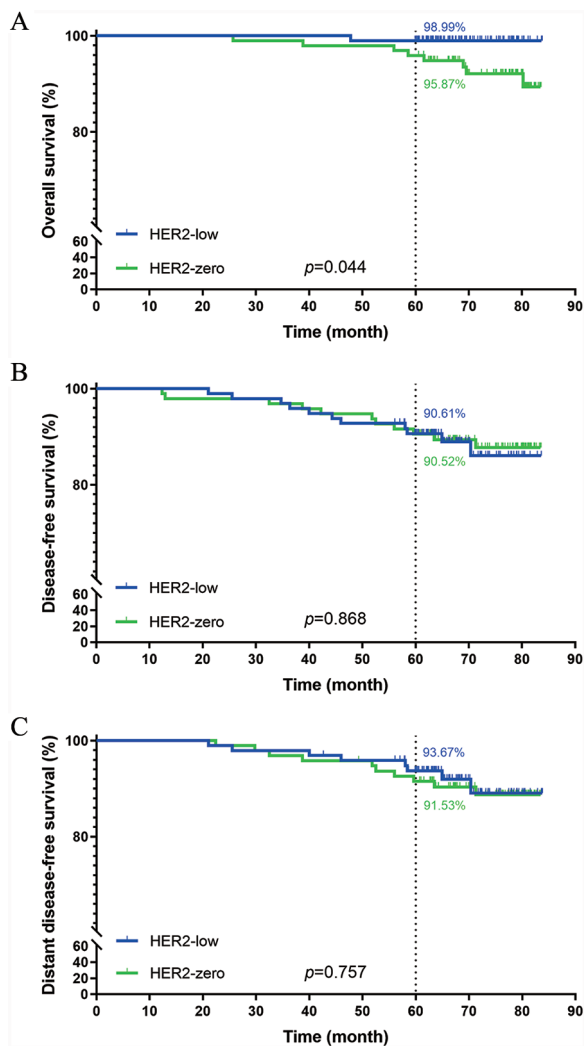 A
Overall survival (%)
100
80
60
40
20
0
98.99%
95.87%
HER2-low
HER2-zero
p=0.044
0 10 20 30 40 50 60 70 80 90
Time (month)
B
Disease-free survival (%)
100
80
60
40
20
0
90.61%
90.52%
HER2-low
HER2-zero
p=0.868
0 10 20 30 40 50 60 70 80 90
Time (month)
C
Distant disease-free survival (%)
100
80
60
40
20
0
93.67%
91.53%
HER2-low
HER2-zero
p=0.757
0 10 20 30 40 50 60 70 80 90
Time (month)